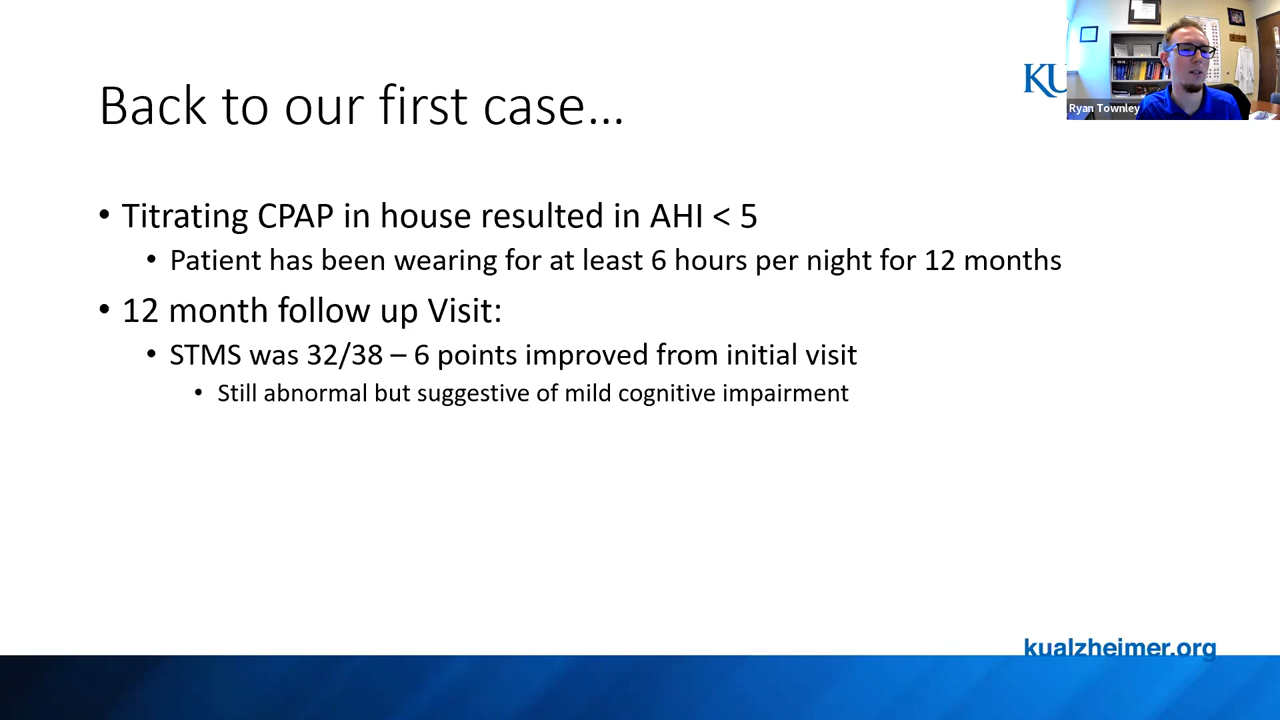 KU
Ryan Townley
Back to our first case...
• Titrating CPAP in house resulted in AHI < 5
• Patient has been wearing for at least 6 hours per night for 12 months
• 12 month follow up Visit:
• STMS was 32/38 – 6 points improved from initial visit
• Still abnormal but suggestive of mild cognitive impairment
kualzheimer.org